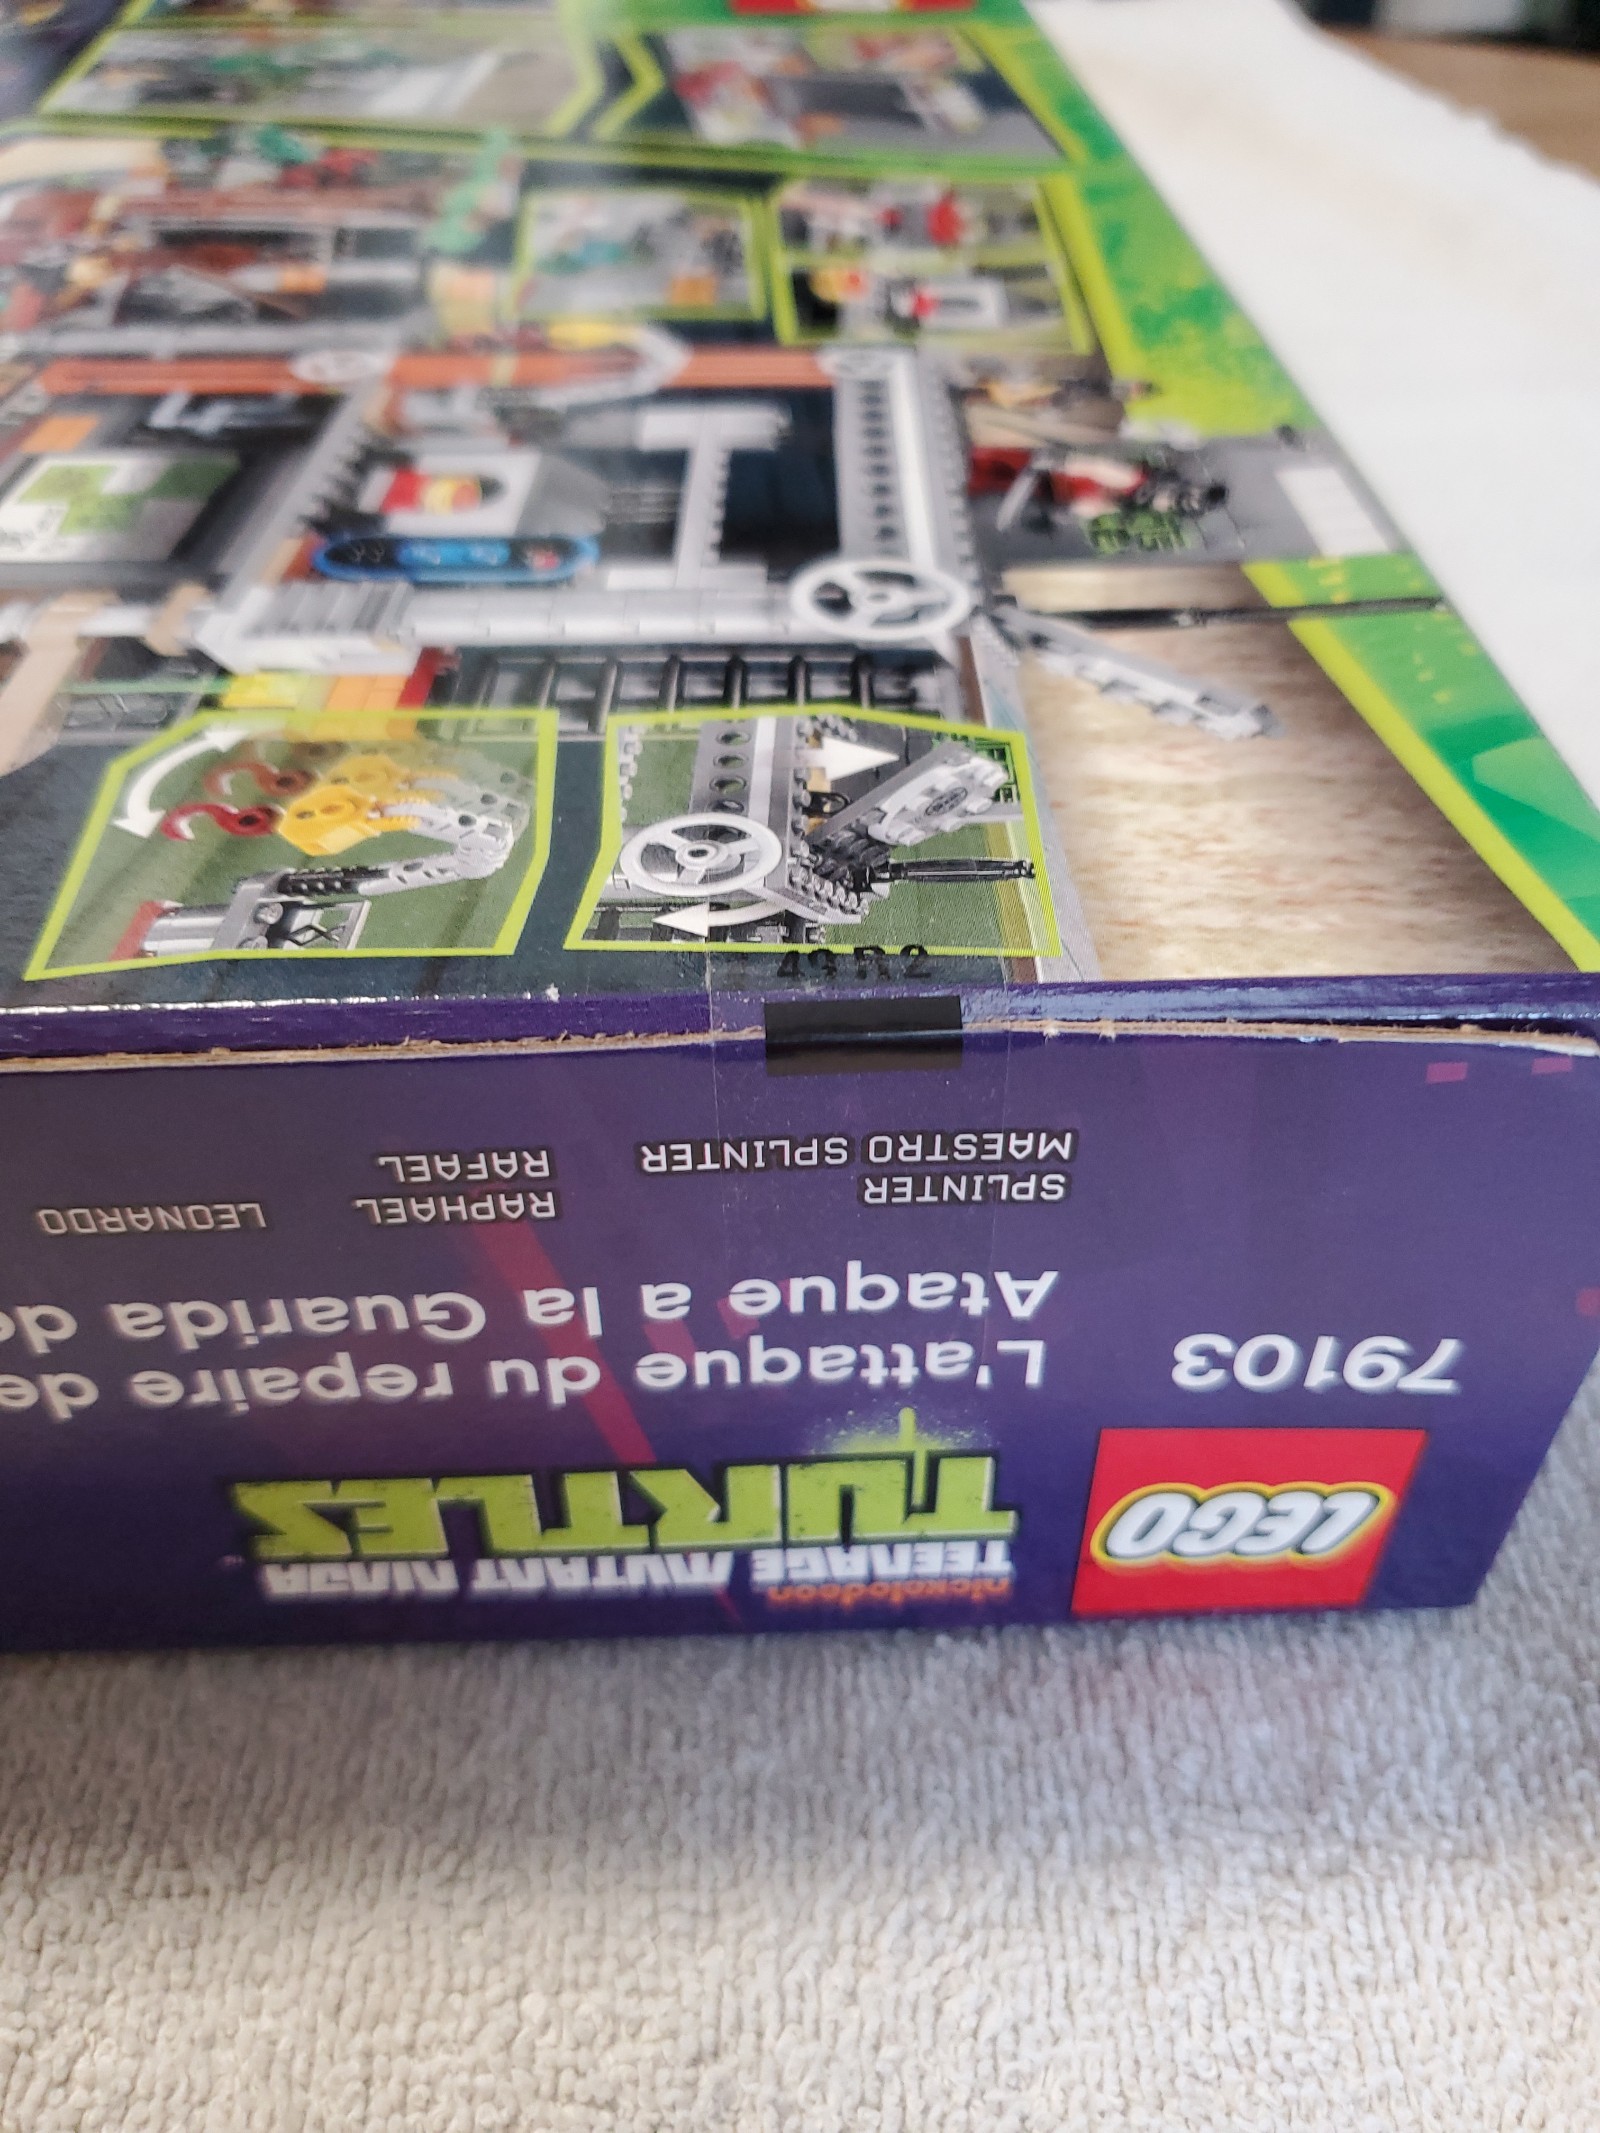 49 R2
LEGO
nickelodeon
TEENAGE MUTANT NINJA
TURTLES
79103
L'attaque du repaire de
Ataque a la Guarida de
SPLINTER
MAESTRO SPLINTER
RAPHAEL
RAFAEL
LEONARDO